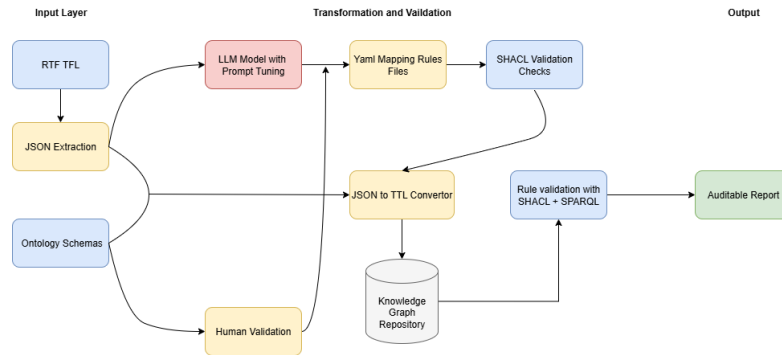 Input Layer
Transformation and Vaildation
Output
RTF TFL
LLM Model with
Prompt Tuning
Yaml Mapping Rules
Files
SHACL Validation
Checks
JSON Extraction
JSON to TTL Convertor
Rule validation with
SHACL + SPARQL
Auditable Report
Ontology Schemas
Knowledge
Graph
Repository
Human Validation